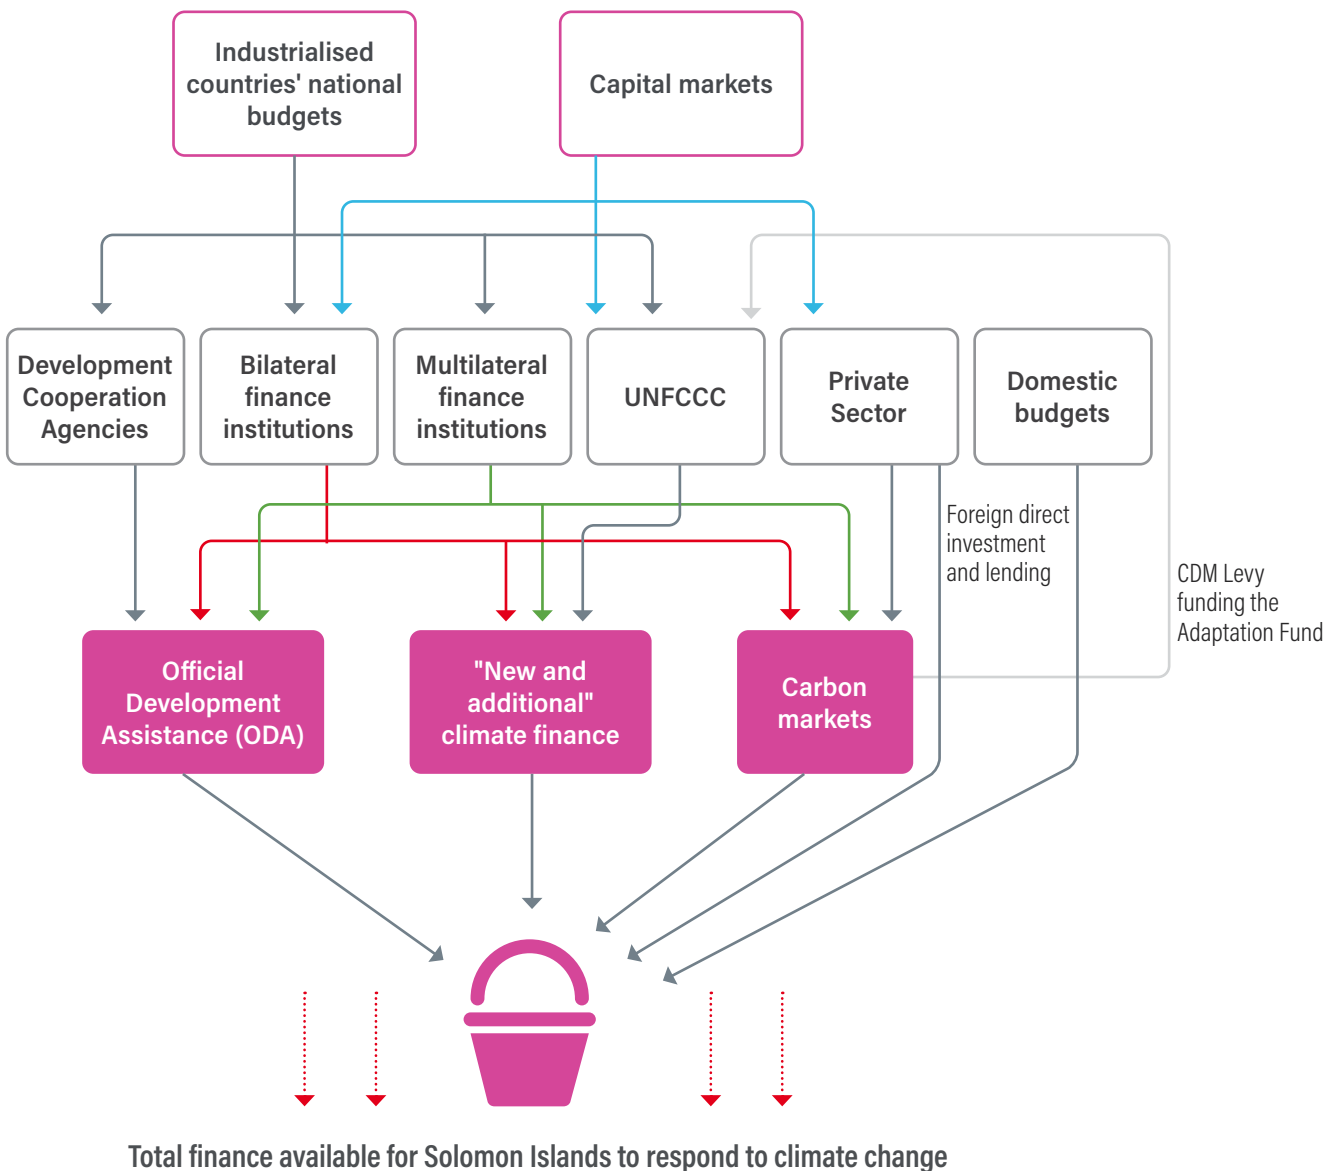 Industrialised
countries' national
budgets
Capital markets
Development
Cooperation
Agencies
Bilateral
finance
institutions
Multilateral
finance
institutions
UNFCCC
Private
Sector
Domestic
budgets
Foreign direct
investment
and lending
CDM Levy
funding the
Adaptation Fund
Official
Development
Assistance (ODA)
"New and
additional"
climate finance
Carbon
markets
Total finance available for Solomon Islands to respond to climate change